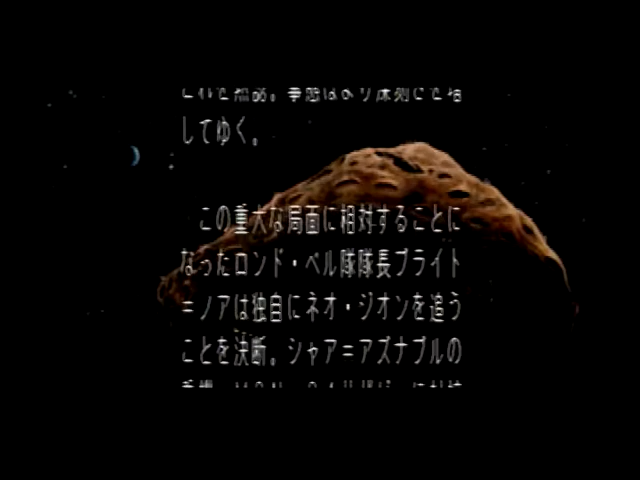 してゆく。
この重大な局面に相対することに
なったロンド・ベル隊隊長ブライト
=ノアは独自にネオ・ジオンを追う
ことを決断。シャア=アズナブルの